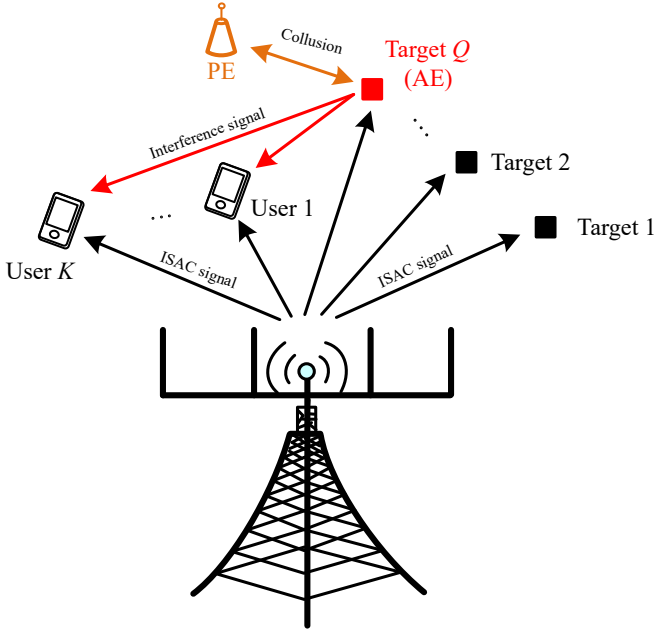 Collusion
PE
Target Q
(AE)
Interference signal
...
Target 2
...
User 1
Target 1
User K
ISAC signal
ISAC signal